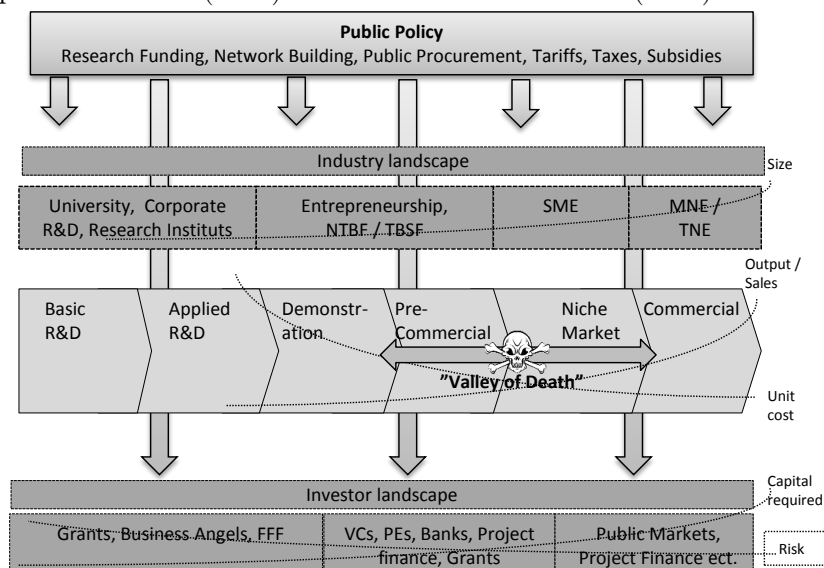 Public Policy
Research Funding, Network Building, Public Procurement, Tariffs, Taxes, Subsidies
Industry landscape
Size
University, Corporate
R&D, Research Instituts
Entrepreneurship,
NTBF / TBSF
SME
MNE /
TNE
Output /
Sales
Basic
R&D
Applied
R&D
Demonstr-
ation
Pre-
Commercial
Niche
Market
Commercial
"Valley of Death"
Unit
cost
Capital
required
Investor landscape
Grants, Business Angels, FFF
VCs, PEs, Banks, Project
finance, Grants
Public Markets,
Project Finance ect.
Risk